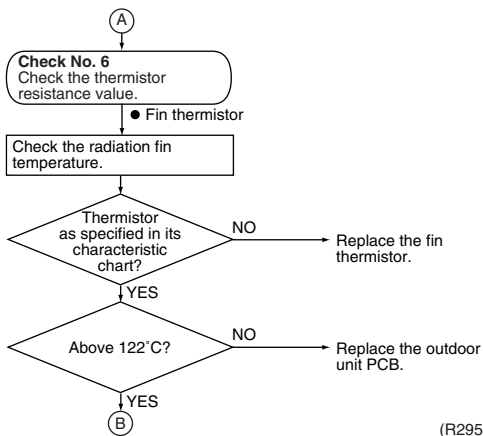 A
Check No. 6
Check the thermistor
resistance value.
● Fin thermistor
Check the radiation fin
temperature.
Thermistor
as specified in its
characteristic
chart?
NO
Replace the fin
thermistor.
YES
Above 122˚C?
NO
Replace the outdoor
unit PCB.
YES
B
(R295